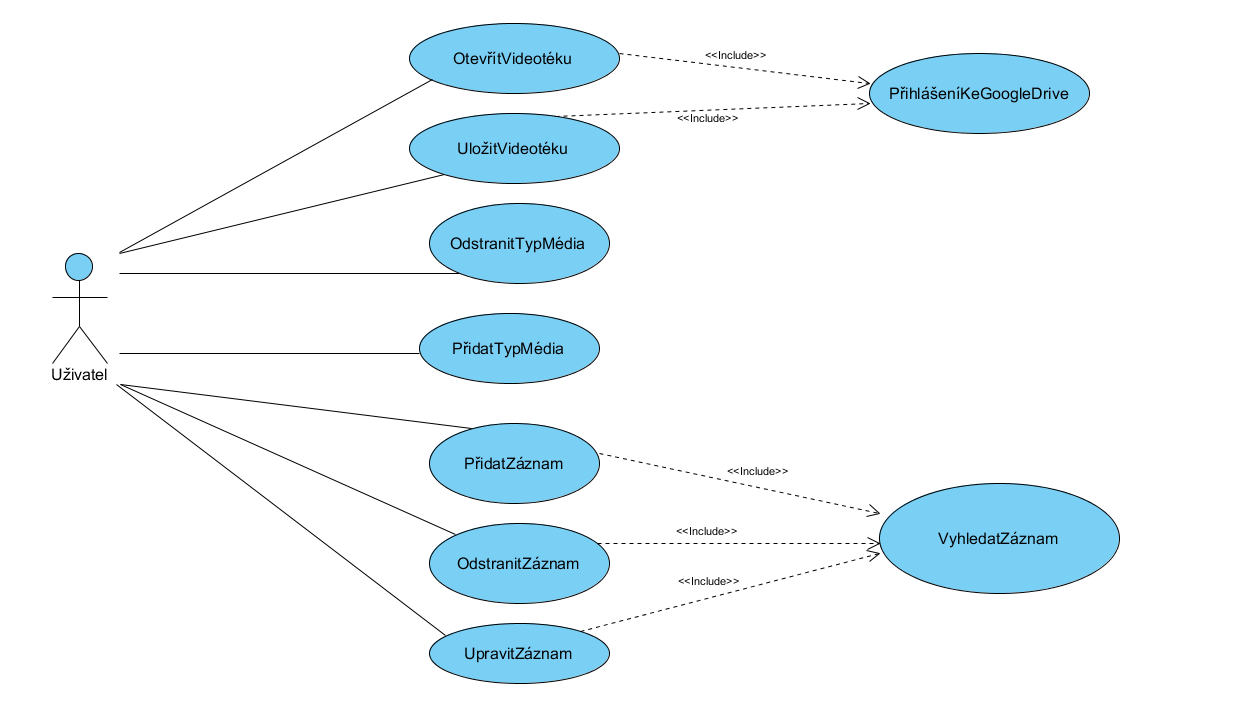 OtevřítVideotéku
<<Include>>
PřihlášeníKeGoogleDrive
<<Include>>
UložitVideotéku
OdstranitTypMédia
PřidatTypMédia
Uživatel
PřidatZáznam
<<Include>>
<<Include>>
VyhledatZáznam
OdstranitZáznam
<<Include>>
UpravitZáznam